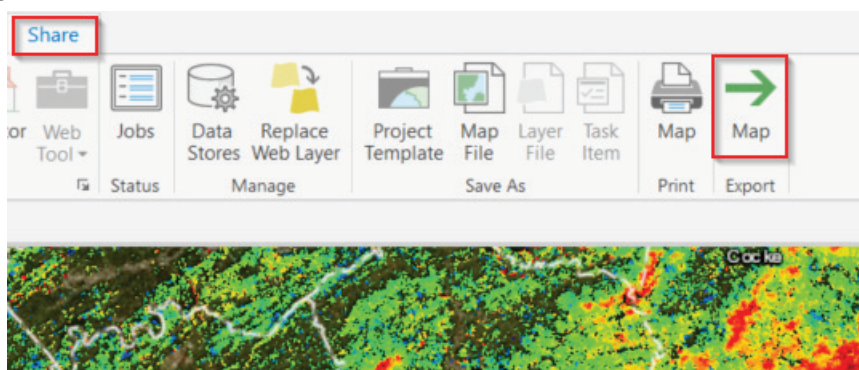 Share
or Web Tool
Jobs
Data Stores
Replace Web Layer
Project Template
Map File
Layer File
Task Item
Map
Map
Status
Manage
Save As
Print
Export
Cocke